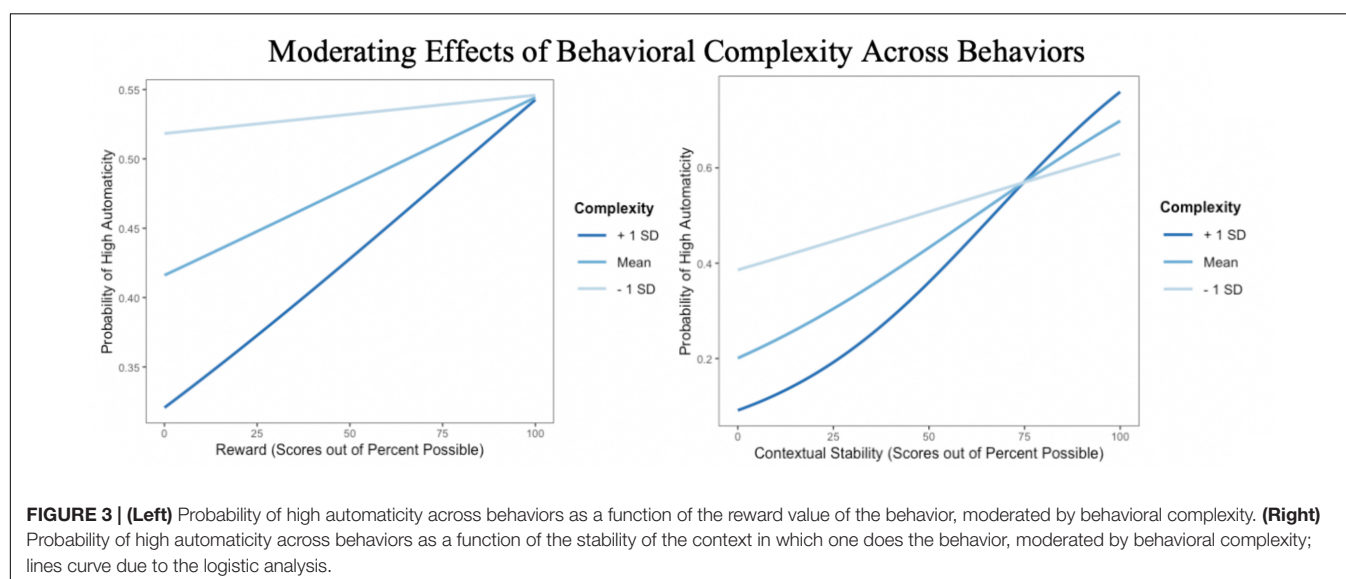 Moderating Effects of Behavioral Complexity Across Behaviors
Probability of High Automaticity
0.55
0.50
0.45
0.40
0.35
0
25
50
75
100
Reward (Scores out of Percent Possible)
Complexity
+ 1 SD
Mean
- 1 SD
Probability of High Automaticity
0.6
0.4
0.2
0
25
50
75
100
Contextual Stability (Scores out of Percent Possible)
Complexity
+ 1 SD
Mean
- 1 SD
FIGURE 3 | (Left) Probability of high automaticity across behaviors as a function of the reward value of the behavior, moderated by behavioral complexity. (Right)
Probability of high automaticity across behaviors as a function of the stability of the context in which one does the behavior, moderated by behavioral complexity;
lines curve due to the logistic analysis.